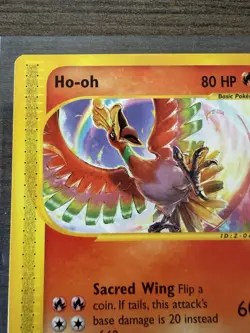 Ho-oh 80 HP
Basic Poké
Sacred Wing Flip a
coin. If tails, this attack's
base damage is 20 instead
60